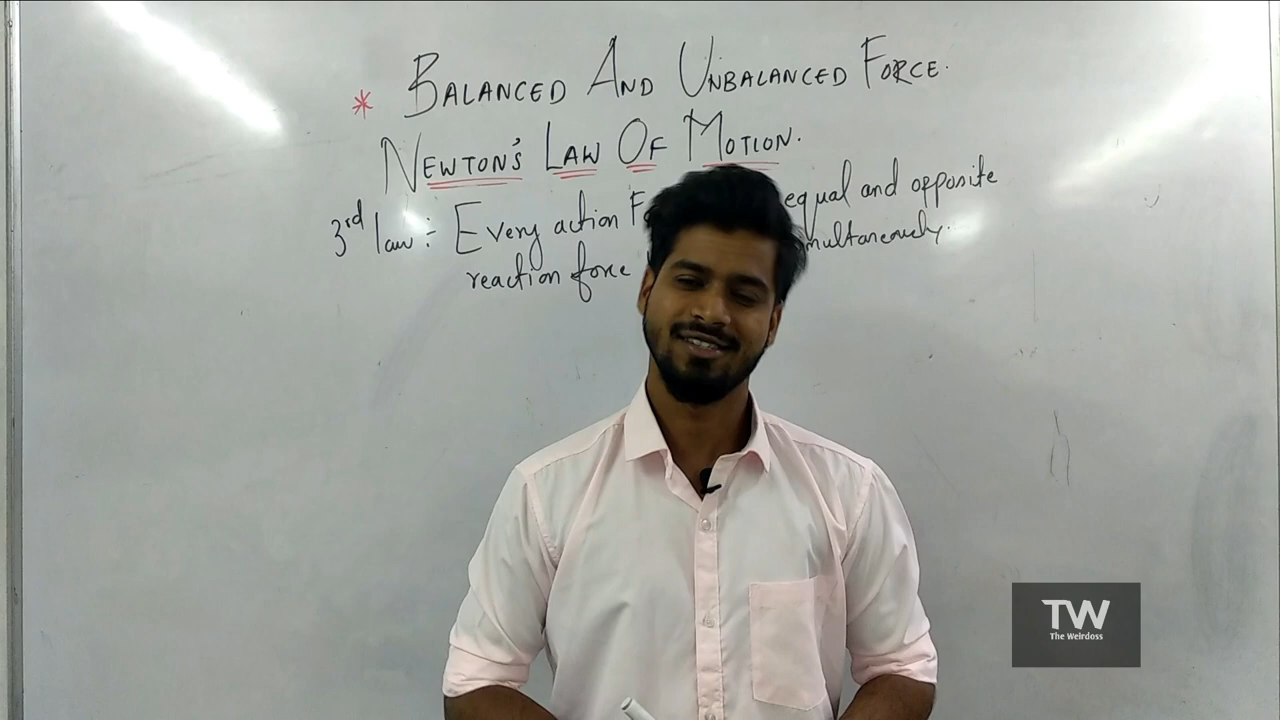 * BALANCED AND UNBALANCED FORCE.
NEWTON'S LAW OF MOTION.
3rd law :- Every action equal and opposite
reaction force
TW
The Weirdoss